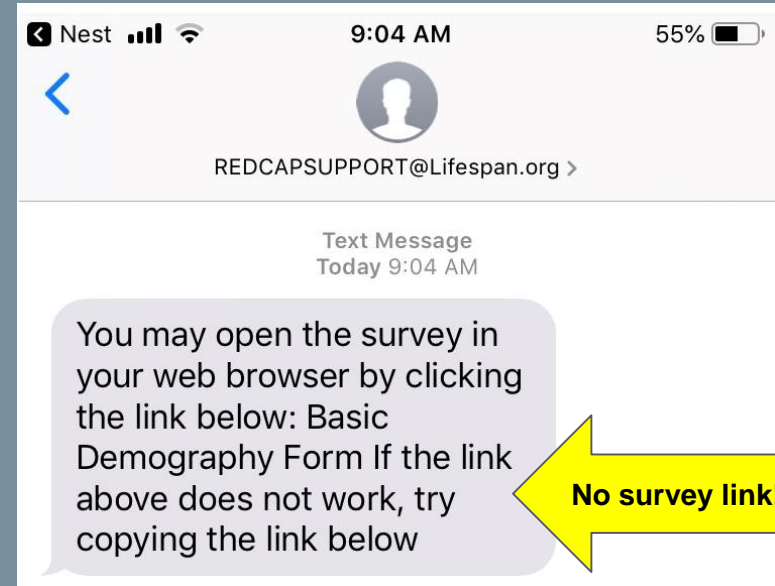 Nest 9:04 AM 55%
REDCAPSUPPORT@Lifespan.org >
Text Message
Today 9:04 AM
You may open the survey in
your web browser by clicking
the link below: Basic
Demography Form If the link
above does not work, try
copying the link below
No survey link!